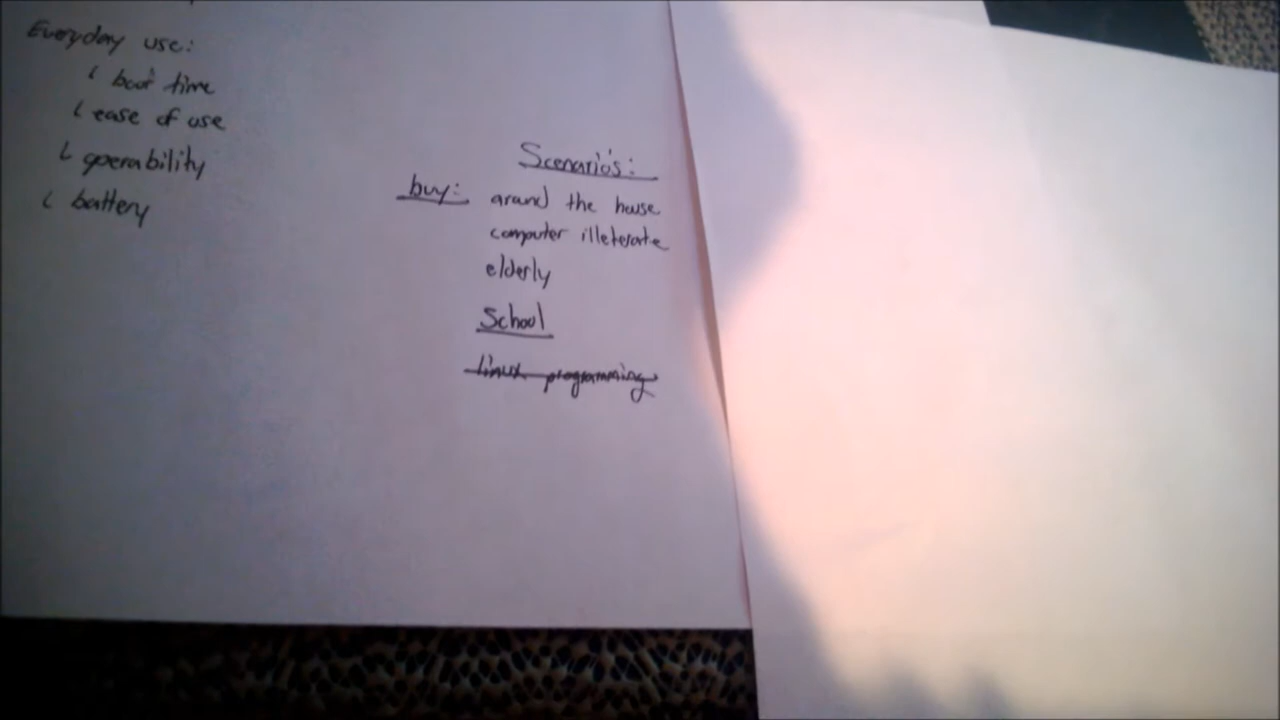 Everyday use:
└ boot time
└ ease of use
└ operability
└ battery
Scenario's:
buy: around the house
computer illeterate
elderly
School
linux programming